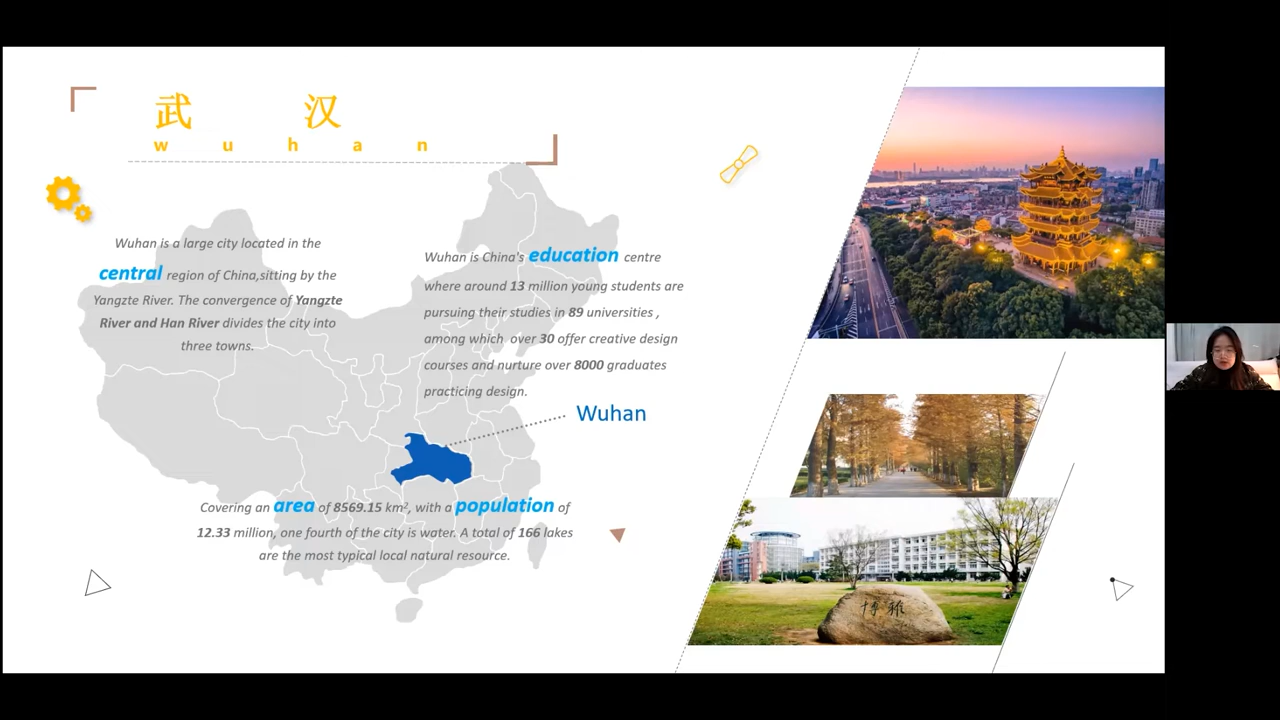 武 汉
w u h a n
Wuhan is a large city located in the
central region of China,sitting by the
Yangzte River. The convergence of Yangzte
River and Han River divides the city into
three towns.
Wuhan is China's education centre
where around 13 million young students are
pursuing their studies in 89 universities ,
among which over 30 offer creative design
courses and nurture over 8000 graduates
practicing design.
Wuhan
Covering an area of 8569.15 km², with a population of
12.33 million, one fourth of the city is water. A total of 166 lakes
are the most typical local natural resource.
博雅